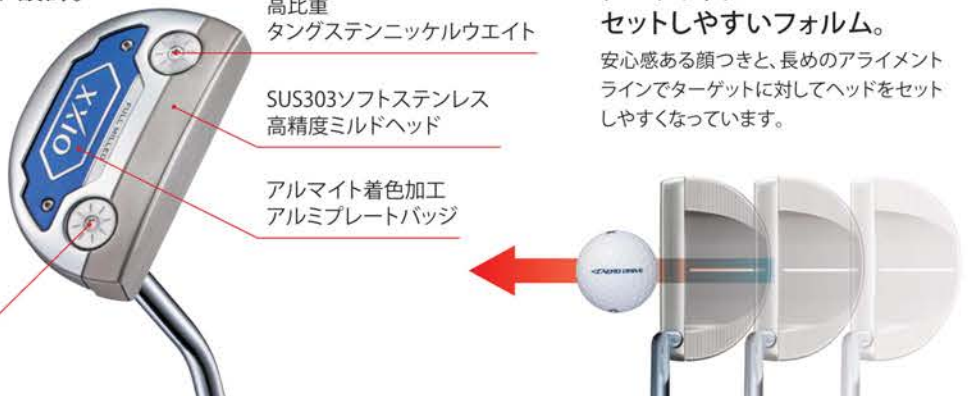 高比重
タングステンニッケルウエイト
SUS303ソフトステンレス
高精度ミルドヘッド
アルマイト着色加工
アルミプレートバッジ
XXIO
FULL MILLED
セットしやすいフォルム。
安心感ある顔つきと、長めのアライメント
ラインでターゲットに対してヘッドをセット
しやすくなっています。